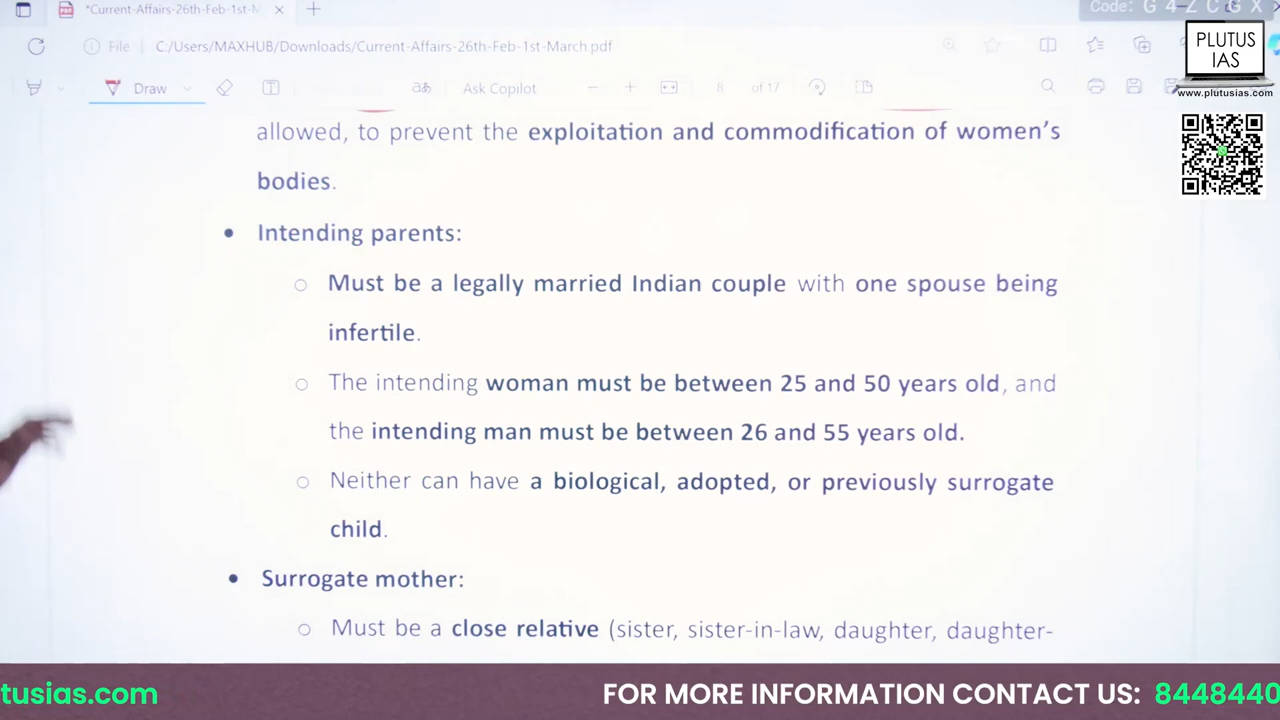 *Current-Affairs-26th-Feb-1st-M
Code: G 4 Z C G X
File C:/Users/MAXHUB/Downloads/Current-Affairs-26th-Feb-1st-March.pdf
PLUTUS
IAS
www.plutusias.com
Draw aあ Ask Copilot 8 of 17
allowed, to prevent the exploitation and commodification of women’s
bodies.
• Intending parents:
○ Must be a legally married Indian couple with one spouse being
infertile.
○ The intending woman must be between 25 and 50 years old, and
the intending man must be between 26 and 55 years old.
○ Neither can have a biological, adopted, or previously surrogate
child.
• Surrogate mother:
○ Must be a close relative (sister, sister-in-law, daughter, daughter-
tusias.com FOR MORE INFORMATION CONTACT US: 8448440